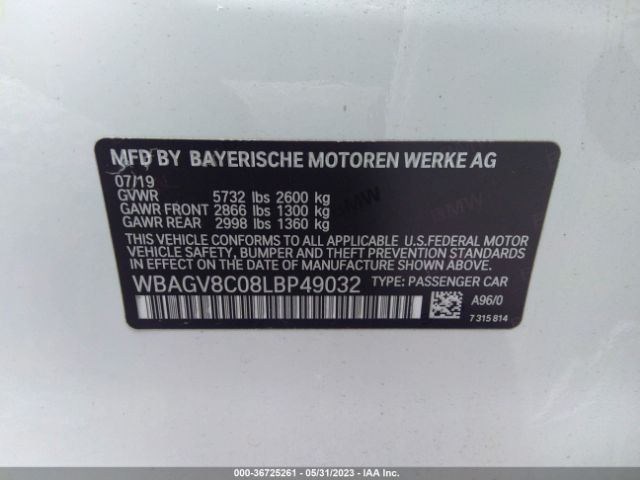 MFD BY BAYERISCHE MOTOREN WERKE AG
07/19
GVWR 5732 lbs 2600 kg
GAWR FRONT 2866 lbs 1300 kg
GAWR REAR 2998 lbs 1360 kg
THIS VEHICLE CONFORMS TO ALL APPLICABLE U.S.FEDERAL MOTOR
VEHICLE SAFETY, BUMPER, AND THEFT PREVENTION
STANDARDS IN EFFECT ON THE DATE OF MANUFACTURE SHOWN ABOVE.
WBAGV8C08LBP49032 TYPE: PASSENGER CAR
A96/0
7 315 814
BMW
BMW
000-36725261 - 05/31/2023 - IAA Inc.